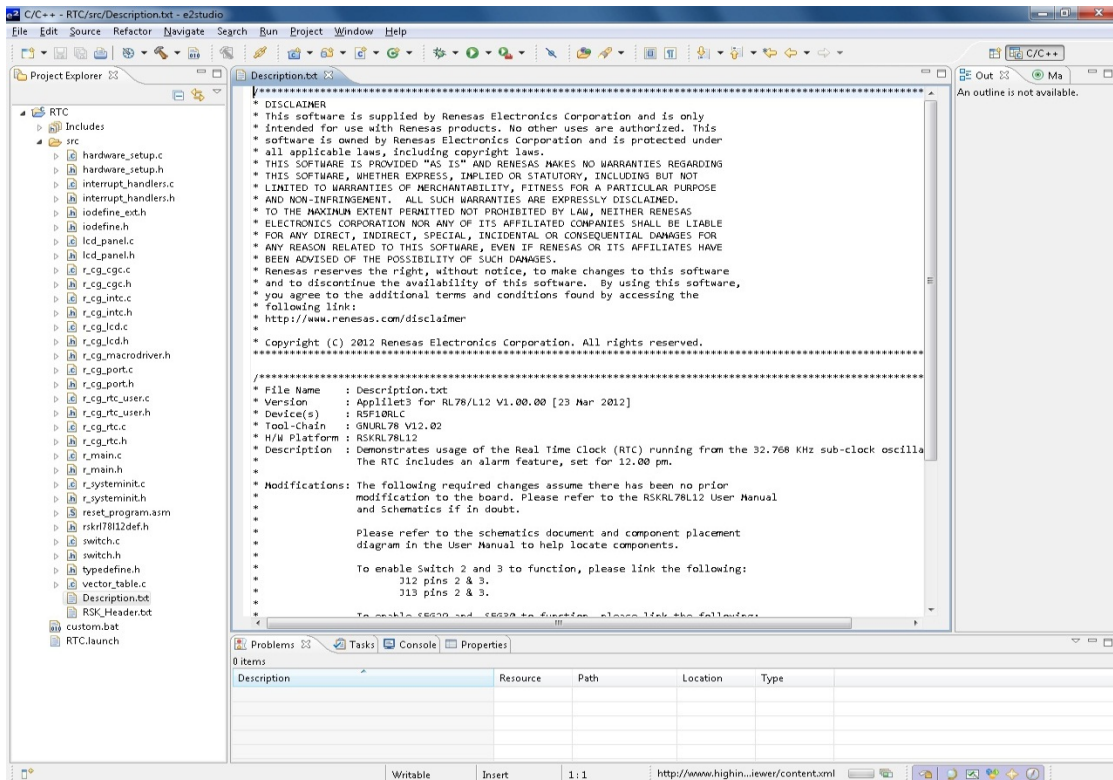 C/C++ - RTC/src/Description.txt - e2studio
File Edit Source Refactor Navigate Search Run Project Window Help
C/C++
Project Explorer
RTC
Includes
src
hardware_setup.c
hardware_setup.h
interrupt_handlers.c
interrupt_handlers.h
iodefine_ext.h
iodefine.h
lcd_panel.c
lcd_panel.h
r_cg_cgc.c
r_cg_cgc.h
r_cg_intc.c
r_cg_intc.h
r_cg_lcd.c
r_cg_lcd.h
r_cg_macrodriver.h
r_cg_port.c
r_cg_port.h
r_cg_rtc_user.c
r_cg_rtc_user.h
r_cg_rtc.c
r_cg_rtc.h
r_main.c
r_main.h
r_systeminit.c
r_systeminit.h
reset_program.asm
rskrl78l12def.h
switch.c
switch.h
typedefine.h
vector_table.c
Description.txt
RSK_Header.txt
custom.bat
RTC.launch
Description.txt
* DISCLAIMER
* This software is supplied by Renesas Electronics Corporation and is only
* intended for use with Renesas products. No other uses are authorized. This
* software is owned by Renesas Electronics Corporation and is protected under
* all applicable laws, including copyright laws.
* THIS SOFTWARE IS PROVIDED "AS IS" AND RENESAS MAKES NO WARRANTIES REGARDING
* THIS SOFTWARE, WHETHER EXPRESS, IMPLIED OR STATUTORY, INCLUDING BUT NOT
* LIMITED TO WARRANTIES OF MERCHANTABILITY, FITNESS FOR A PARTICULAR PURPOSE
* AND NON-INFRINGEMENT.  ALL SUCH WARRANTIES ARE EXPRESSLY DISCLAIMED.
* TO THE MAXIMUM EXTENT PERMITTED NOT PROHIBITED BY LAW, NEITHER RENESAS
* ELECTRONICS CORPORATION NOR ANY OF ITS AFFILIATED COMPANIES SHALL BE LIABLE
* FOR ANY DIRECT, INDIRECT, SPECIAL, INCIDENTAL OR CONSEQUENTIAL DAMAGES FOR
* ANY REASON RELATED TO THIS SOFTWARE, EVEN IF RENESAS OR ITS AFFILIATES HAVE
* BEEN ADVISED OF THE POSSIBILITY OF SUCH DAMAGES.
* Renesas reserves the right, without notice, to make changes to this software
* and to discontinue the availability of this software.  By using this software,
* you agree to the additional terms and conditions found by accessing the
* following link:
* http://www.renesas.com/disclaimer
*
* Copyright (C) 2012 Renesas Electronics Corporation. All rights reserved.
* File Name    : Description.txt
* Version      : Applilet3 for RL78/L12 V1.00.00 [23 Mar 2012]
* Device(s)    : R5F10RLC
* Tool-Chain   : GNURL78 V12.02
* H/W Platform : RSKRL78L12
* Description  : Demonstrates usage of the Real Time Clock (RTC) running from the 32.768 KHz sub-clock oscilla
* The RTC includes an alarm feature, set for 12.00 pm.
*
* Modifications: The following required changes assume there has been no prior
* modification to the board. Please refer to the RSKRL78L12 User Manual
* and Schematics if in doubt.
*
* Please refer to the schematics document and component placement
* diagram in the User Manual to help locate components.
*
* To enable Switch 2 and 3 to function, please link the following:
* J12 pins 2 & 3.
* J13 pins 2 & 3.
*
* To enable SEG29 and SEG30 to function, please link the following:
Out Ma
An outline is not available.
Problems Tasks Console Properties
0 items
Description Resource Path Location Type
Writable Insert 1 : 1 http://www.highin...iewer/content.xml